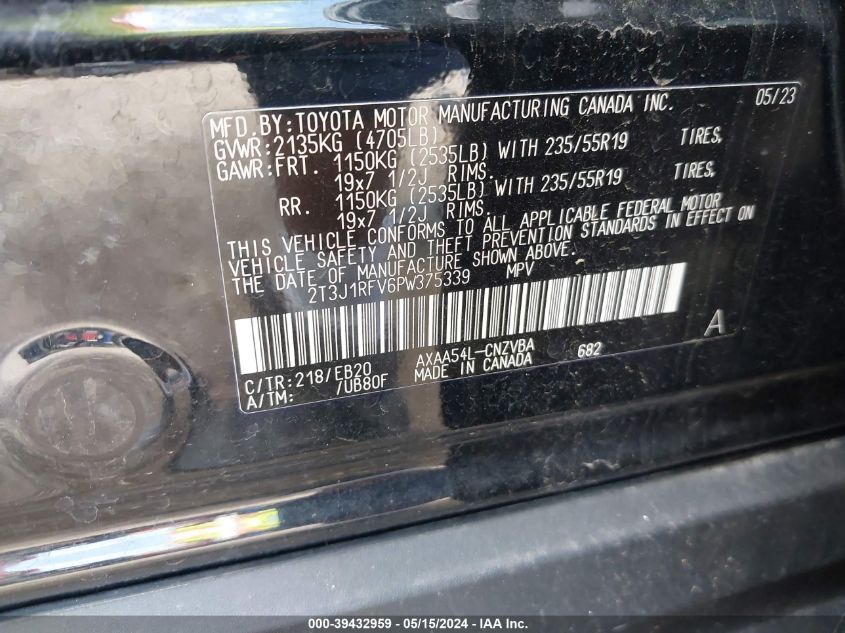 MFD.BY:TOYOTA MOTOR MANUFACTURING CANADA INC. 05/23
GVWR:2135KG (4705LB)
GAWR:FRT. 1150KG (2535LB) WITH 235/55R19 TIRES,
19x7 1/2J RIMS.
RR. 1150KG (2535LB) WITH 235/55R19 TIRES,
19x7 1/2J RIMS.
THIS VEHICLE CONFORMS TO ALL APPLICABLE FEDERAL MOTOR
VEHICLE SAFETY AND THEFT PREVENTION STANDARDS IN EFFECT ON
THE DATE OF MANUFACTURE SHOWN ABOVE.
2T3J1RFV6PW375339 MPV
C/TR:218/EB20 AXAA54L-CNZVBA 682 A
A/TM: /UB80F MADE IN CANADA
000-39432959 - 05/15/2024 - IAA Inc.